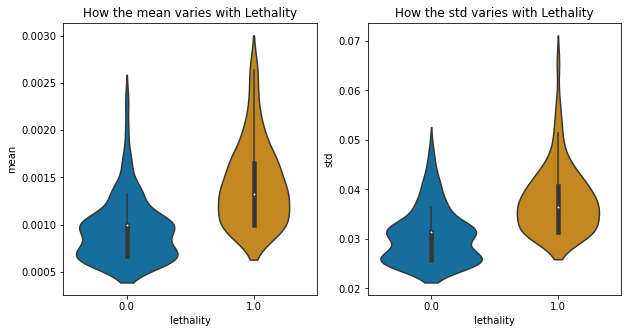 How the mean varies with Lethality
mean
0.0030
0.0025
0.0020
0.0015
0.0010
0.0005
0.0
1.0
lethality
How the std varies with Lethality
std
0.07
0.06
0.05
0.04
0.03
0.02
0.0
1.0
lethality